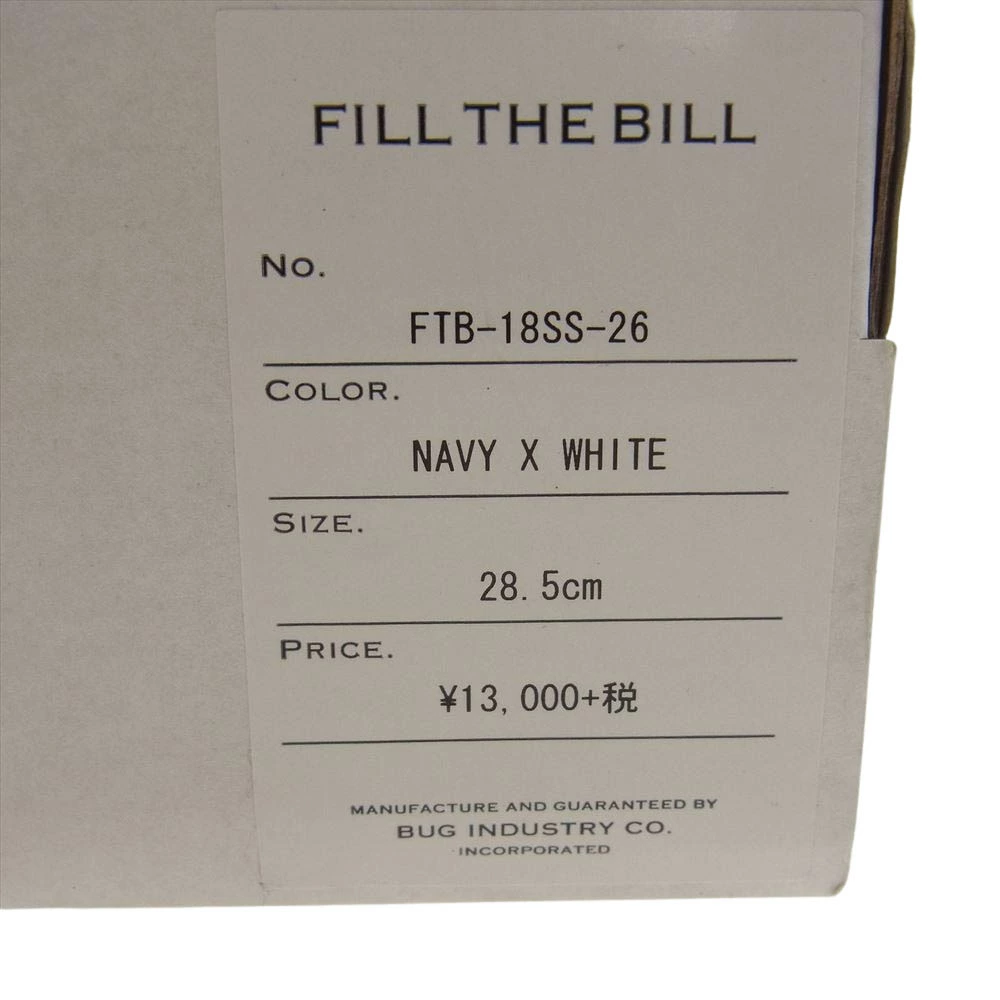 FILL THE BILL
NO.
FTB-18SS-26
COLOR.
NAVY X WHITE
SIZE.
28.5cm
PRICE.
¥13,000+税
MANUFACTURE AND GUARANTEED BY
BUG INDUSTRY CO.
INCORPORATED